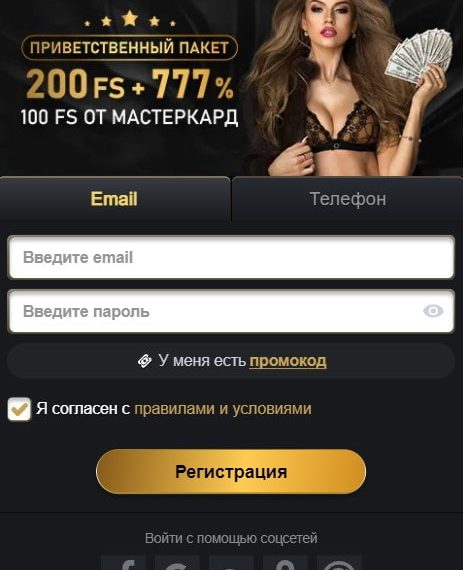 ПРИВЕТСТВЕННЫЙ ПАКЕТ
200 FS + 777%
100 FS ОТ МАСТЕРКАРД
Email Телефон
Введите email
Введите пароль
У меня есть промокод
Я согласен с правилами и условиями
Регистрация
Войти с помощью соцсетей